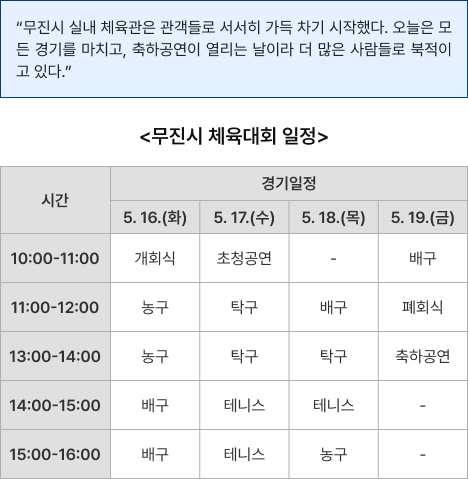 “무진시 실내 체육관은 관객들로 서서히 가득 차기 시작했다. 오늘은 모
든 경기를 마치고, 축하공연이 열리는 날이라 더 많은 사람들로 북적이
고 있다.”
<무진시 체육대회 일정>
시간 경기일정
5. 16.(화) 5. 17.(수) 5. 18.(목) 5. 19.(금)
10:00-11:00 개회식 초청공연 - 배구
11:00-12:00 농구 탁구 배구 폐회식
13:00-14:00 농구 탁구 탁구 축하공연
14:00-15:00 배구 테니스 테니스 -
15:00-16:00 배구 테니스 농구 -